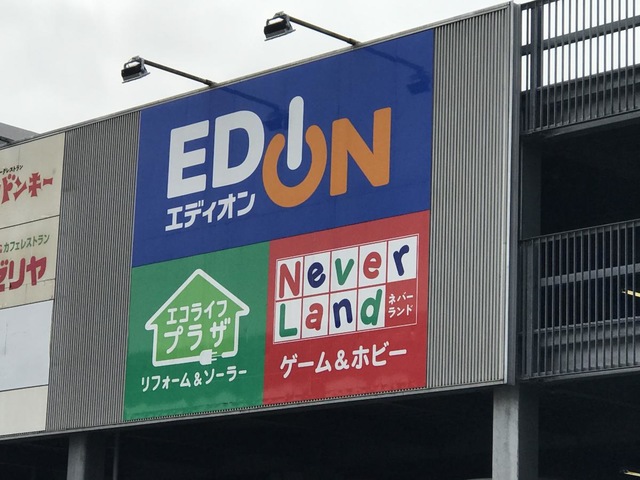 EDION
エディオン
エコライフ
プラザ
リフォーム&ソーラー
Never
Land
ネバー
ランド
ゲーム&ホビー
ドンキー
カフェレストラン
ゼリヤ